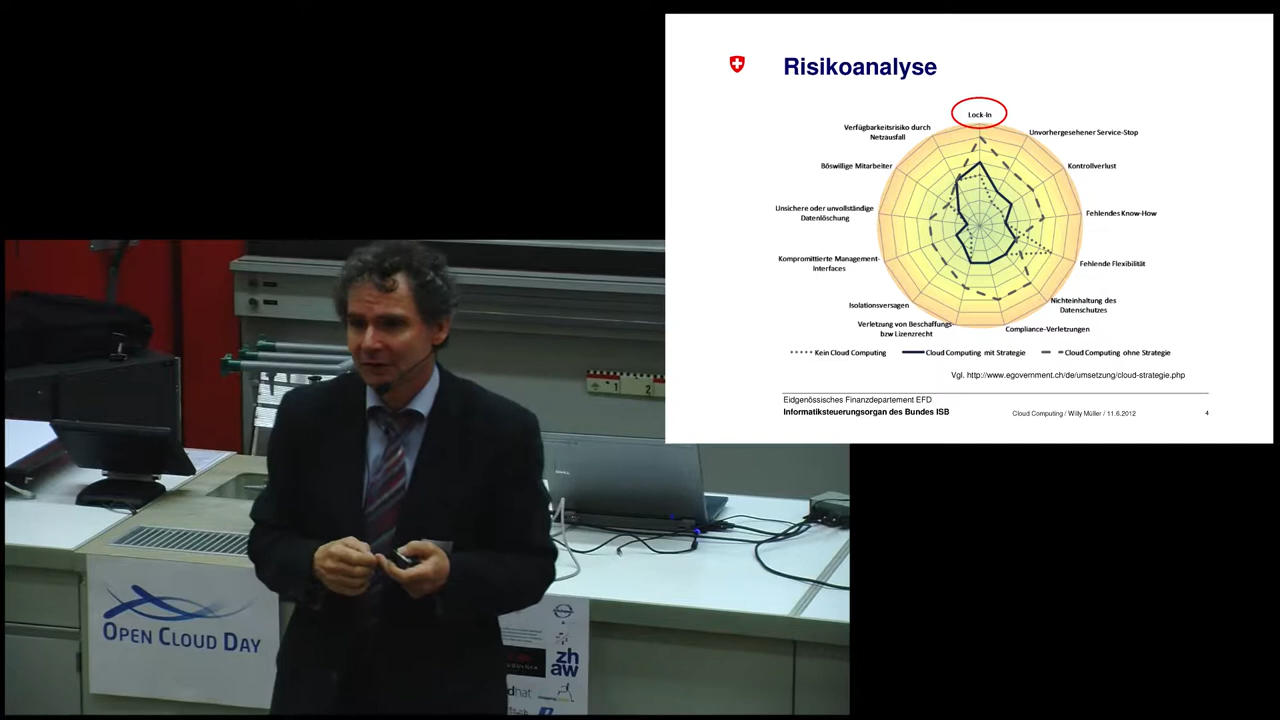 Risikoanalyse
Lock-In
Verfügbarkeitsrisiko durch
Netzausfall
Unvorhergesehener Service-Stop
Böswillige Mitarbeiter
Kontrollverlust
Unsichere oder unvollständige
Datenlöschung
Fehlendes Know-How
Kompromittierte Management-
Interfaces
Fehlende Flexibilität
Isolationsversagen
Nichteinhaltung des
Datenschutzes
Verletzung von Beschaffungs-
bzw Lizenzrecht
Compliance-Verletzungen
Kein Cloud Computing
Cloud Computing mit Strategie
Cloud Computing ohne Strategie
Vgl. http://www.egovernment.ch/de/umsetzung/cloud-strategie.php
Eidgenössisches Finanzdepartement EFD
Informatiksteuerungsorgan des Bundes ISB
Cloud Computing / Willy Müller / 11.6.2012
4
1 2
OPEN CLOUD DAY
zh
aw
dhat